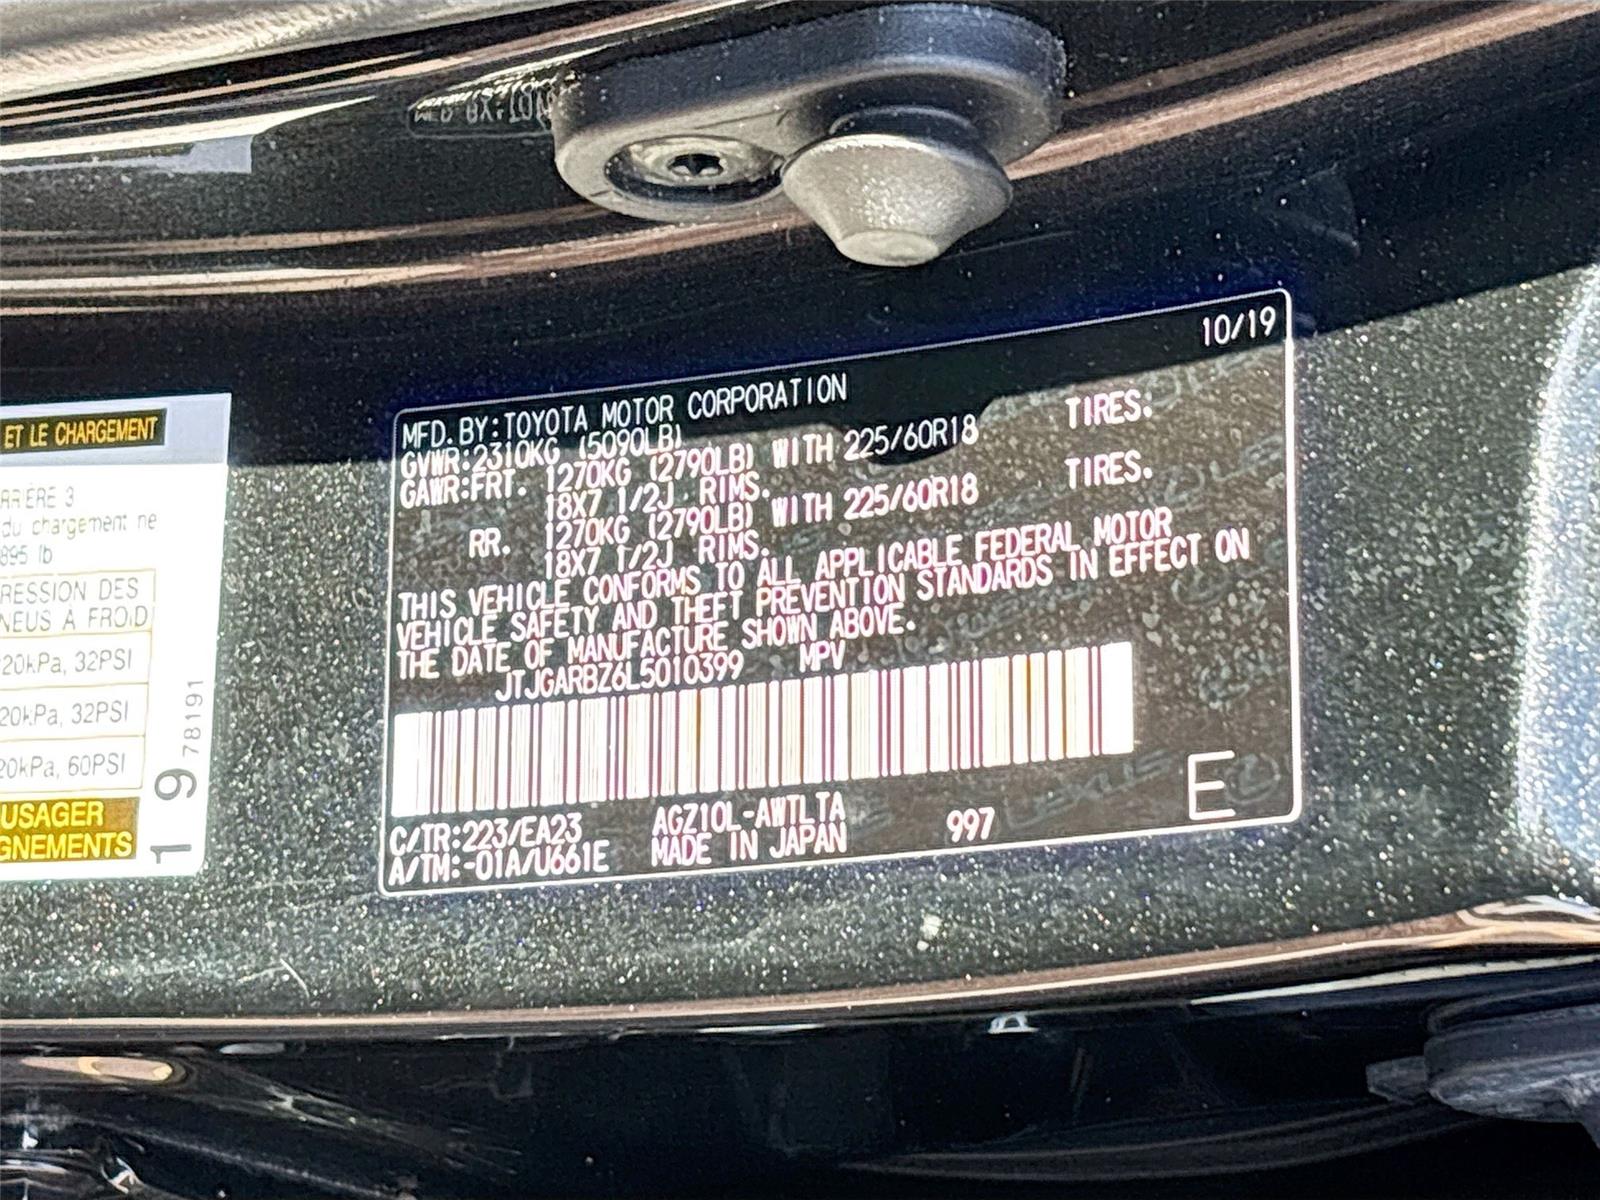 ET LE CHARGEMENT
ARRIÈRE 3
du chargement ne
895 lb
RESSION DES
NEUS À FROID
20kPa, 32PSI
20kPa, 32PSI
20kPa, 60PSI
USAGER
GNEMENTS
19
78191
10/19
MFD. BY: TOYOTA MOTOR CORPORATION
GVWR: 2310KG (5090LB)
GAWR: FRT. 1270KG (2790LB) WITH 225/60R18 TIRES:
18X7 1/2J RIMS.
RR. 1270KG (2790LB) WITH 225/60R18 TIRES.
18X7 1/2J RIMS.
THIS VEHICLE CONFORMS TO ALL APPLICABLE FEDERAL MOTOR
VEHICLE SAFETY AND THEFT PREVENTION STANDARDS IN EFFECT ON
THE DATE OF MANUFACTURE SHOWN ABOVE.
JTJGARBZ6L5010399 MPV
C/TR: 223/EA23 AGZ10L-AWTLTA 997 E
A/TM: -01A/U661E MADE IN JAPAN
LEXUS